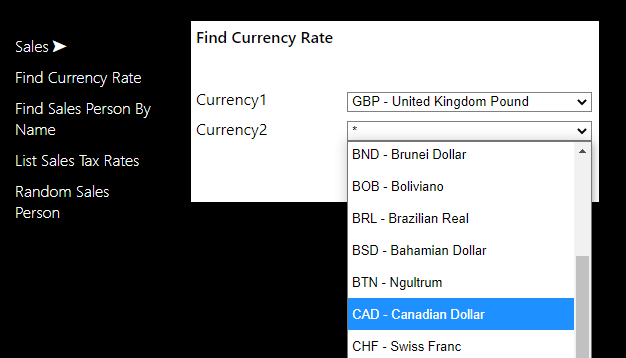 Sales ➤
Find Currency Rate
Find Sales Person By
Name
List Sales Tax Rates
Random Sales
Person
Find Currency Rate
Currency1
GBP - United Kingdom Pound
Currency2
*
BND - Brunei Dollar
BOB - Boliviano
BRL - Brazilian Real
BSD - Bahamian Dollar
BTN - Ngultrum
CAD - Canadian Dollar
CHF - Swiss Franc